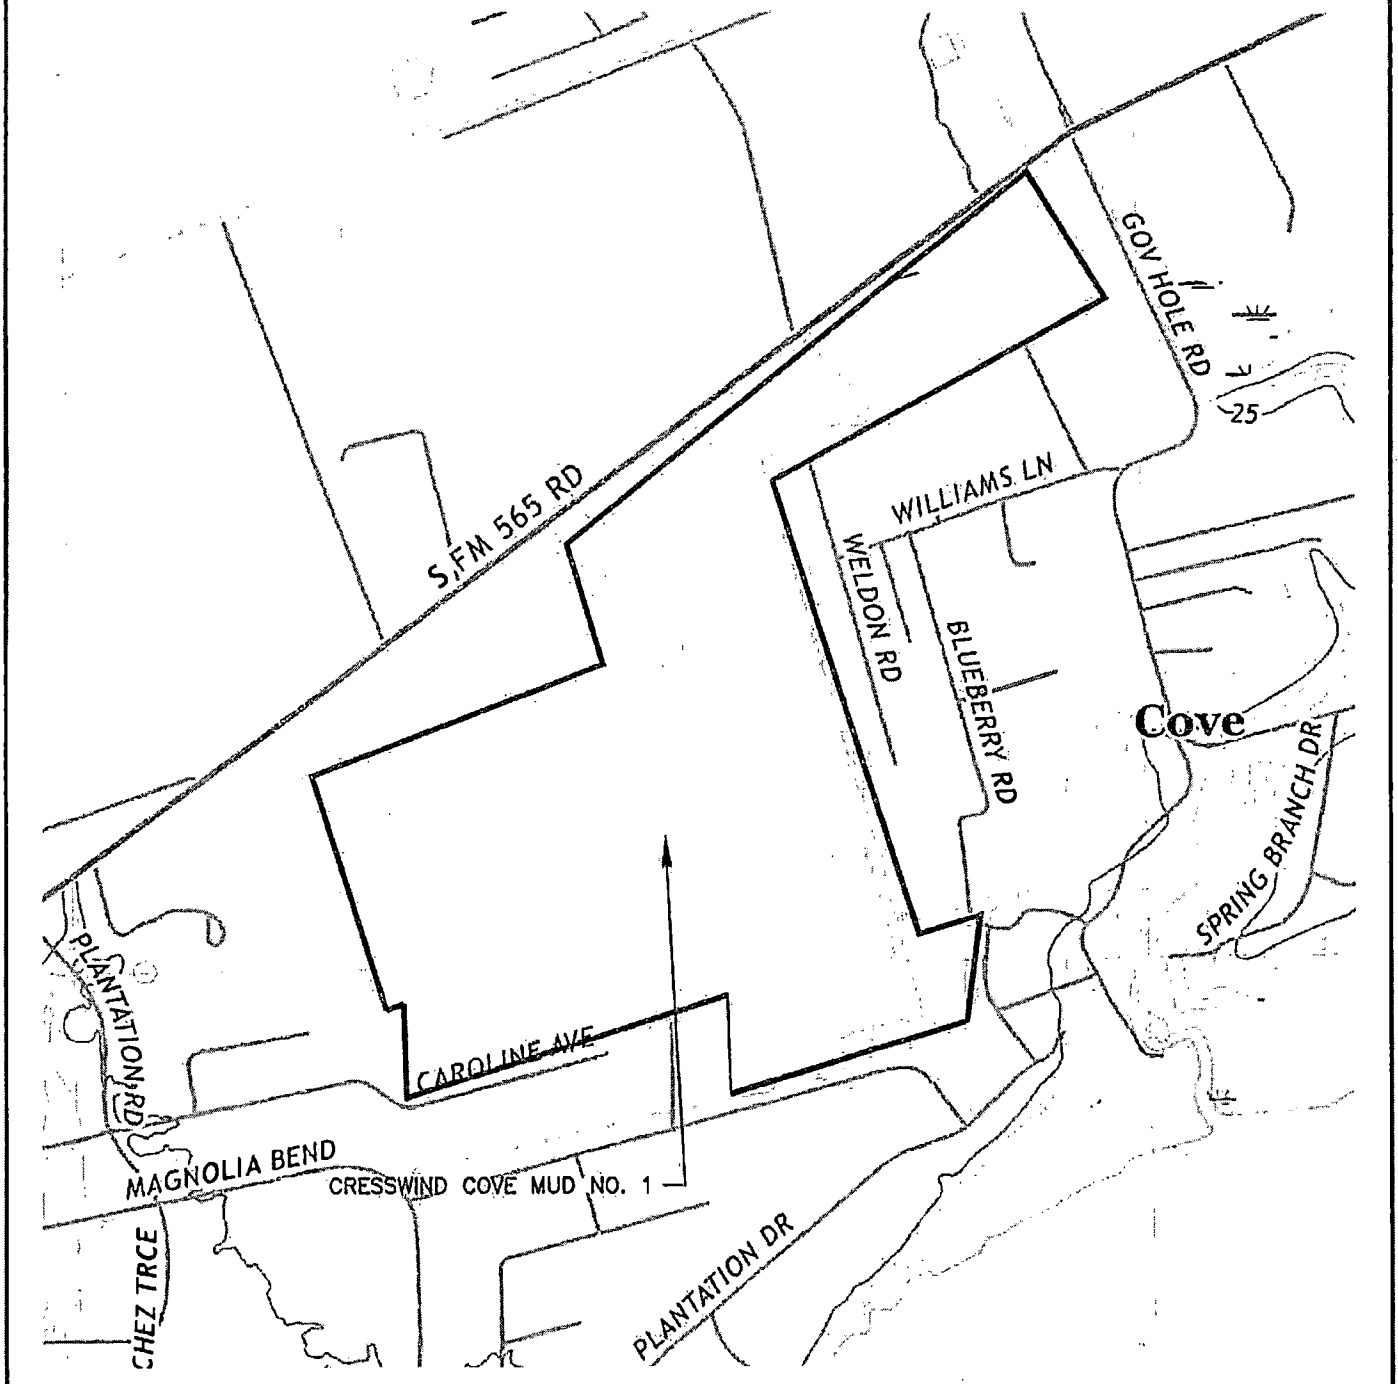 GOV HOLE RD
25
S FM 565 RD
WILLIAMS LN
WELDON RD
BLUEBERRY RD
Cove
SPRING BRANCH DR
PLANTATION RD
CAROLINE AVE
MAGNOLIA BEND
CRESSWIND COVE MUD NO. 1
PLANTATION DR
CHEZ TRCE